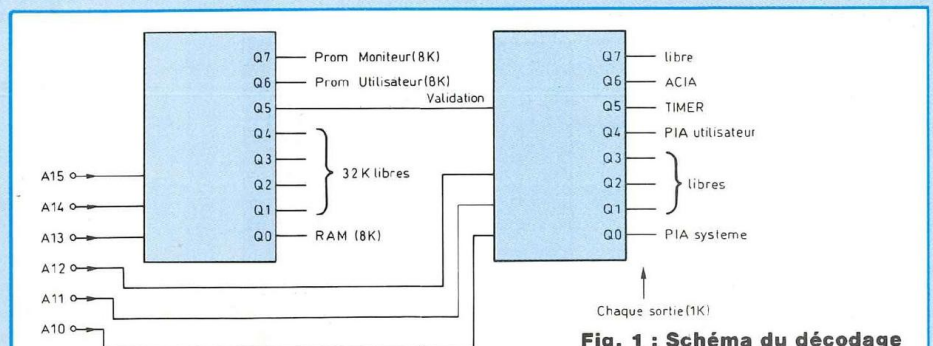 Q7 Prom Moniteur(8K)
Q6 Prom Utilisateur(8K)
Q5 Validation
Q4
Q3
Q2
Q1
32K libres
Q0 RAM (8K)
A15
A14
A13
A12
A11
A10
Q7 libre
Q6 ACIA
Q5 TIMER
Q4 PIA utilisateur
Q3
Q2
Q1
libres
Q0 PIA systeme
Chaque sortie(1K)
Fig. 1 : Schéma du décodage